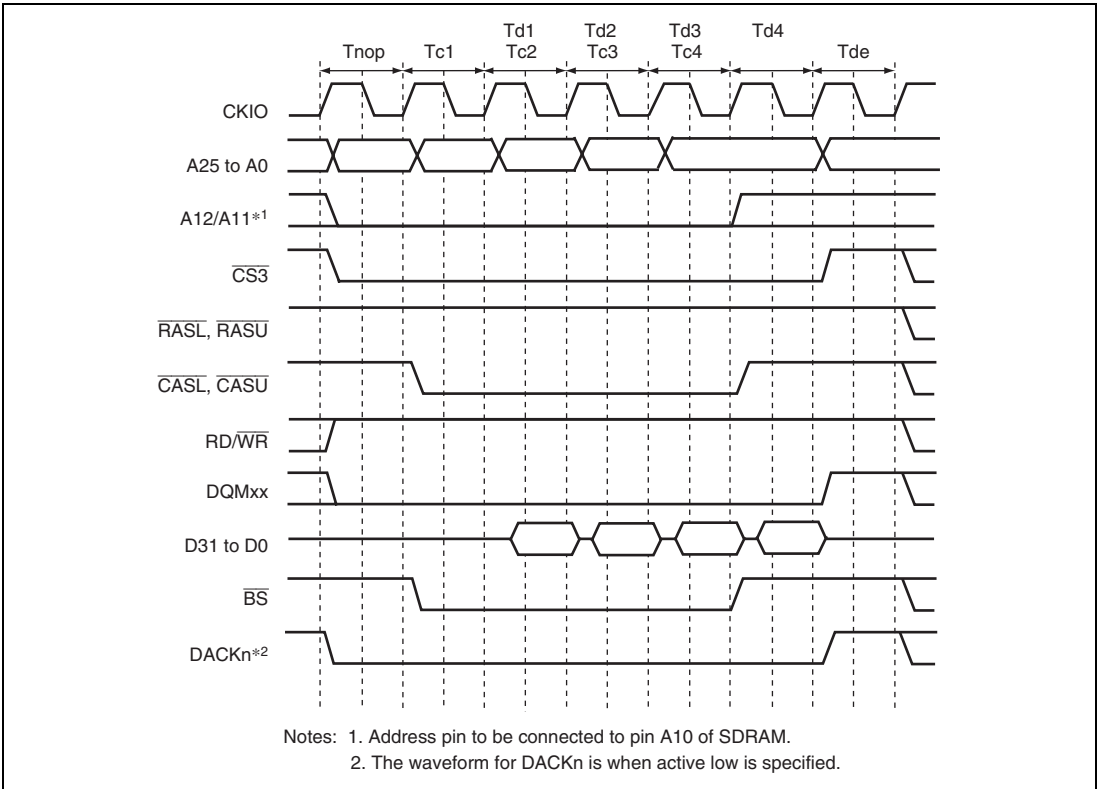 Td1 Td2 Td3 Td4
Tnop Tc1 Tc2 Tc3 Tc4 Tde
CKIO
A25 to A0
A12/A11*1
CS3
RASL, RASU
CASL, CASU
RD/WR
DQMxx
D31 to D0
BS
DACKn*2
Notes: 1. Address pin to be connected to pin A10 of SDRAM.
2. The waveform for DACKn is when active low is specified.